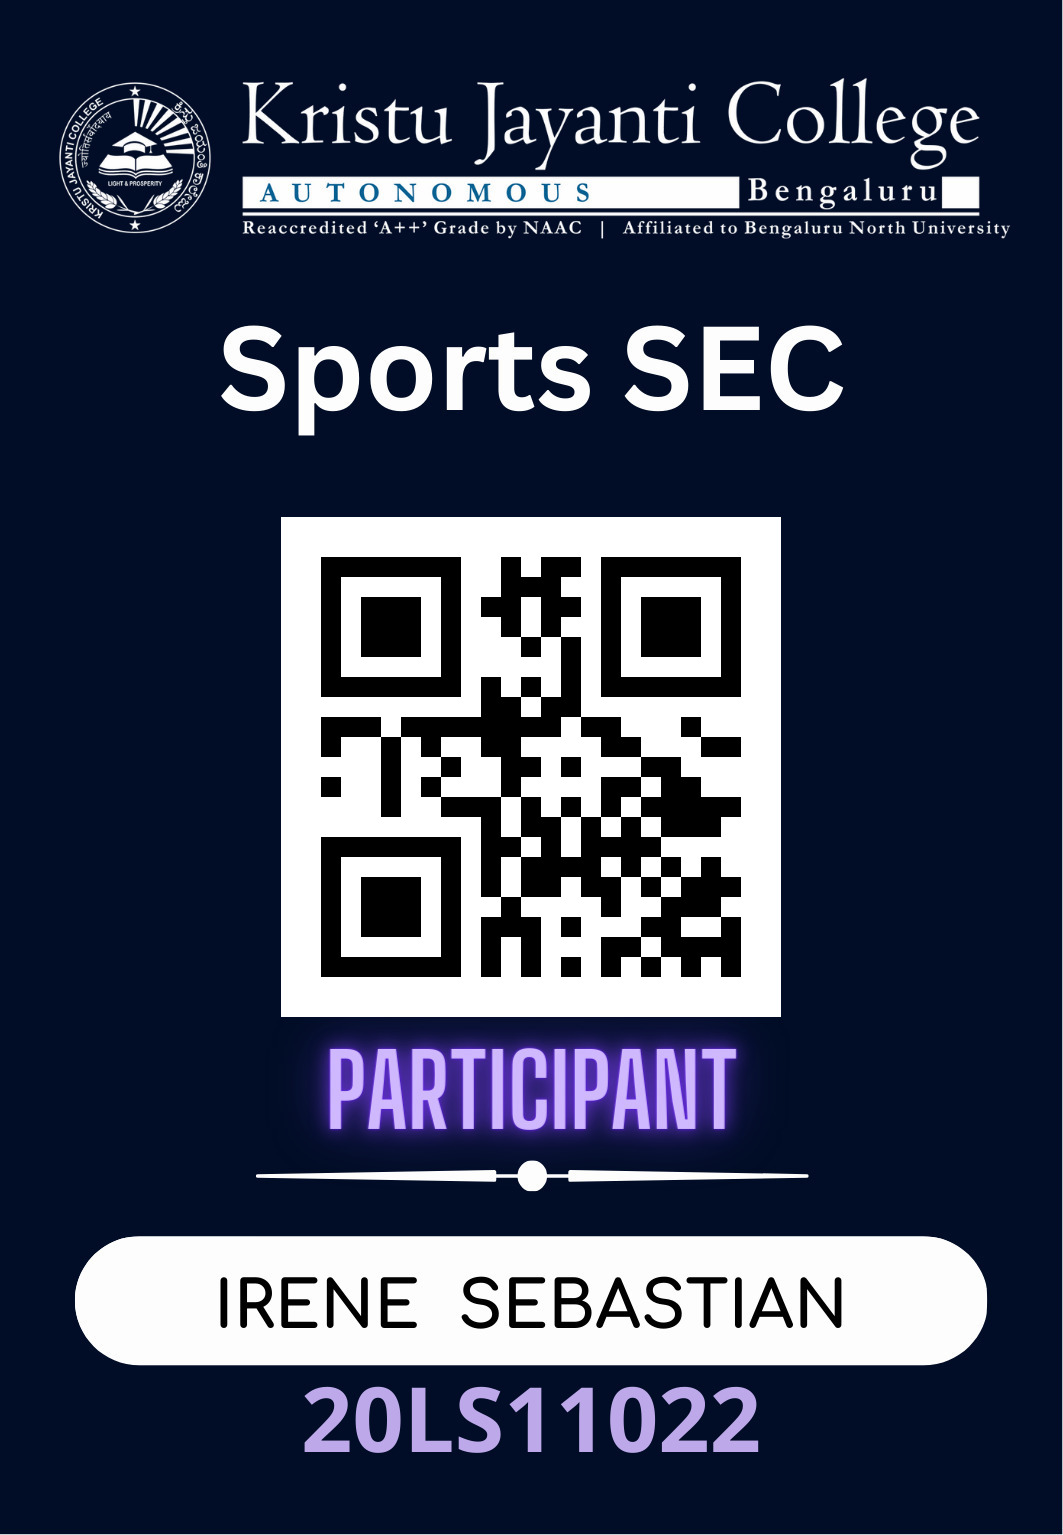 Kristu Jayanti College
AUTONOMOUS Bengaluru
Reaccredited ‘A++’ Grade by NAAC | Affiliated to Bengaluru North University
KRISTU JAYANTI COLLEGE
ಕ್ರಿಸ್ತು ಜಯಂತಿ ಕಾಲೇಜು
LIGHT & PROSPERITY
Sports SEC
PARTICIPANT
IRENE SEBASTIAN
20LS11022